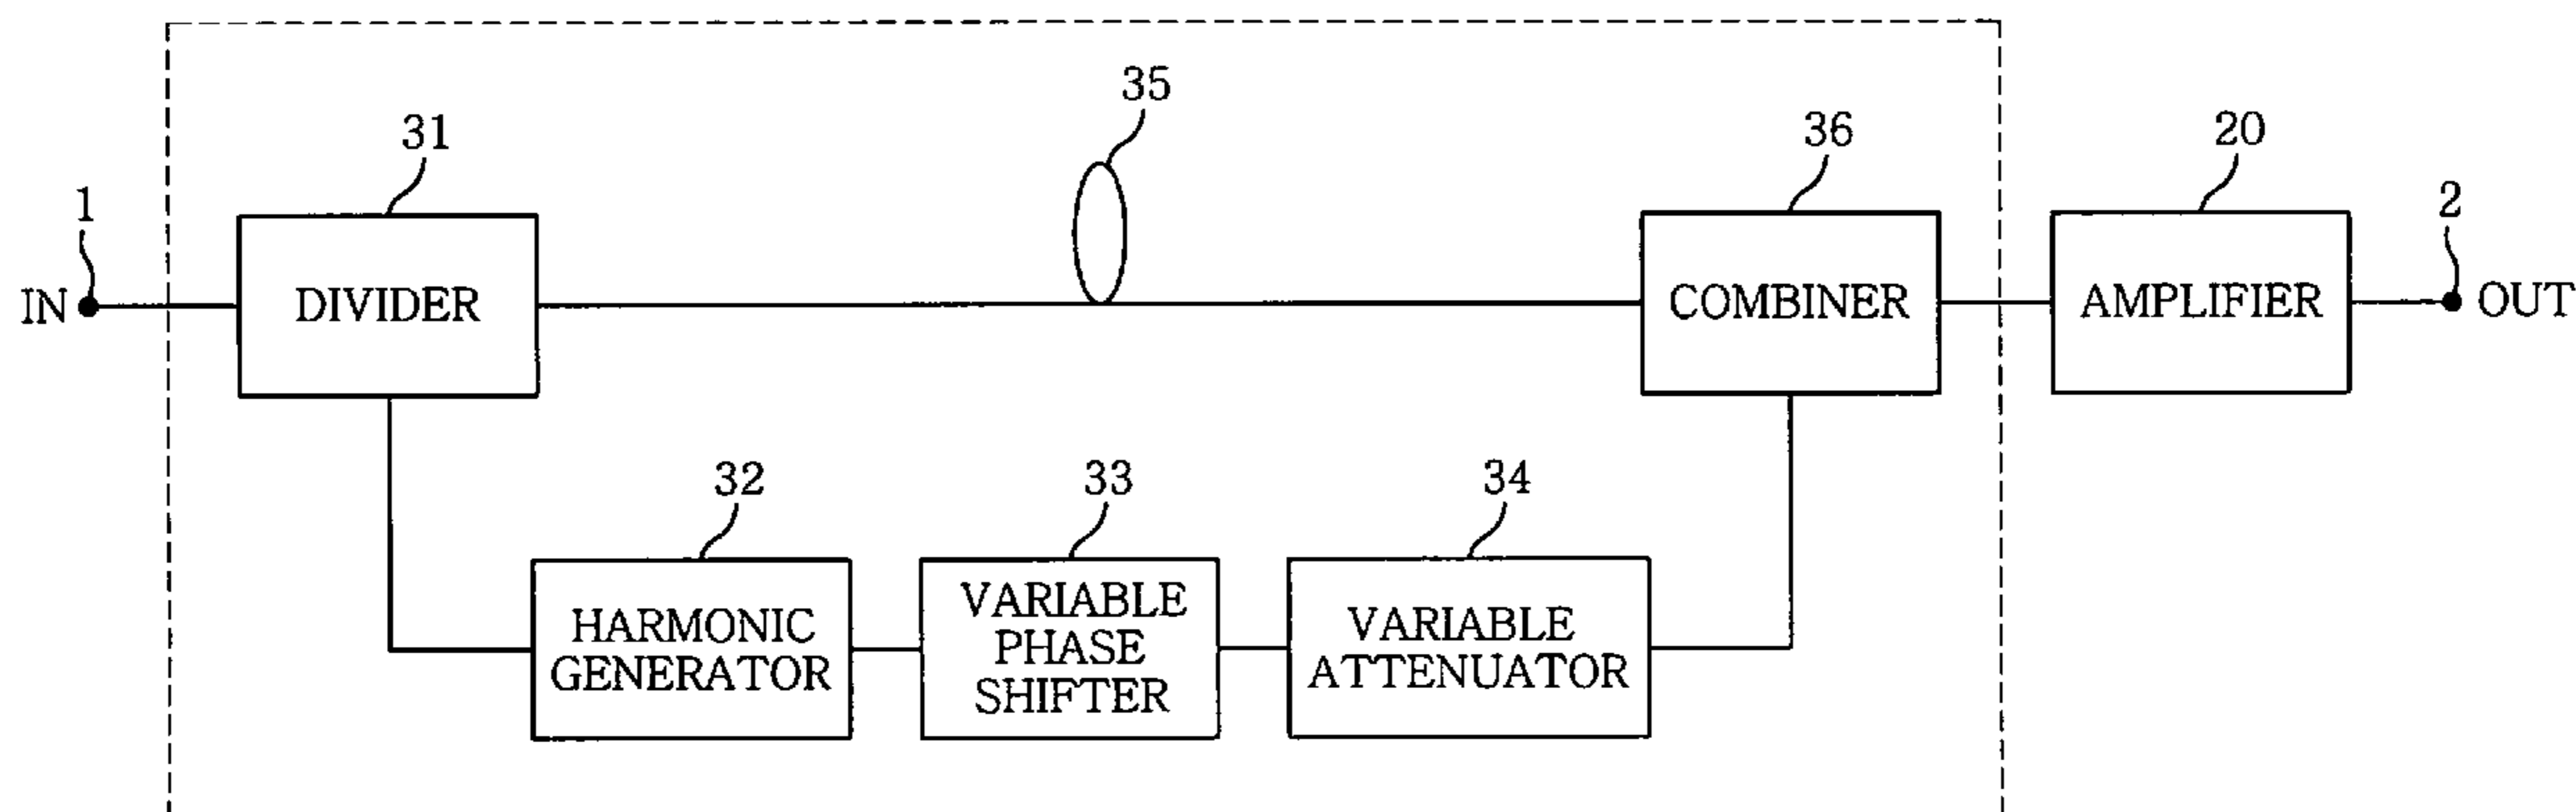 35
31
36
20
1
2
IN
DIVIDER
COMBINER
AMPLIFIER
OUT
32
33
34
HARMONIC
GENERATOR
VARIABLE
PHASE
SHIFTER
VARIABLE
ATTENUATOR